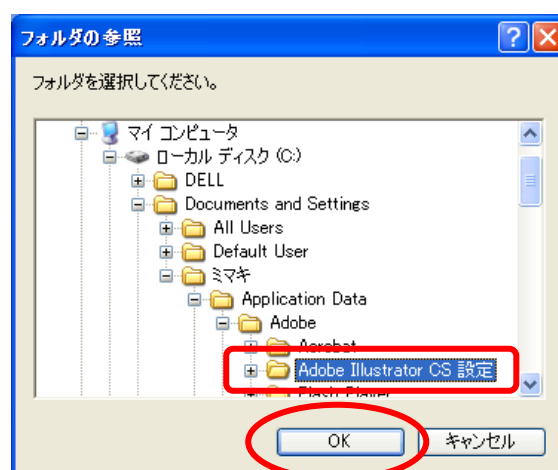 フォルダの参照
フォルダを選択してください。
マイ コンピュータ
ローカル ディスク (C:)
DELL
Documents and Settings
All Users
Default User
ミマキ
Application Data
Adobe
Acrobat
Adobe Illustrator CS 設定
Flash Player
OK
キャンセル